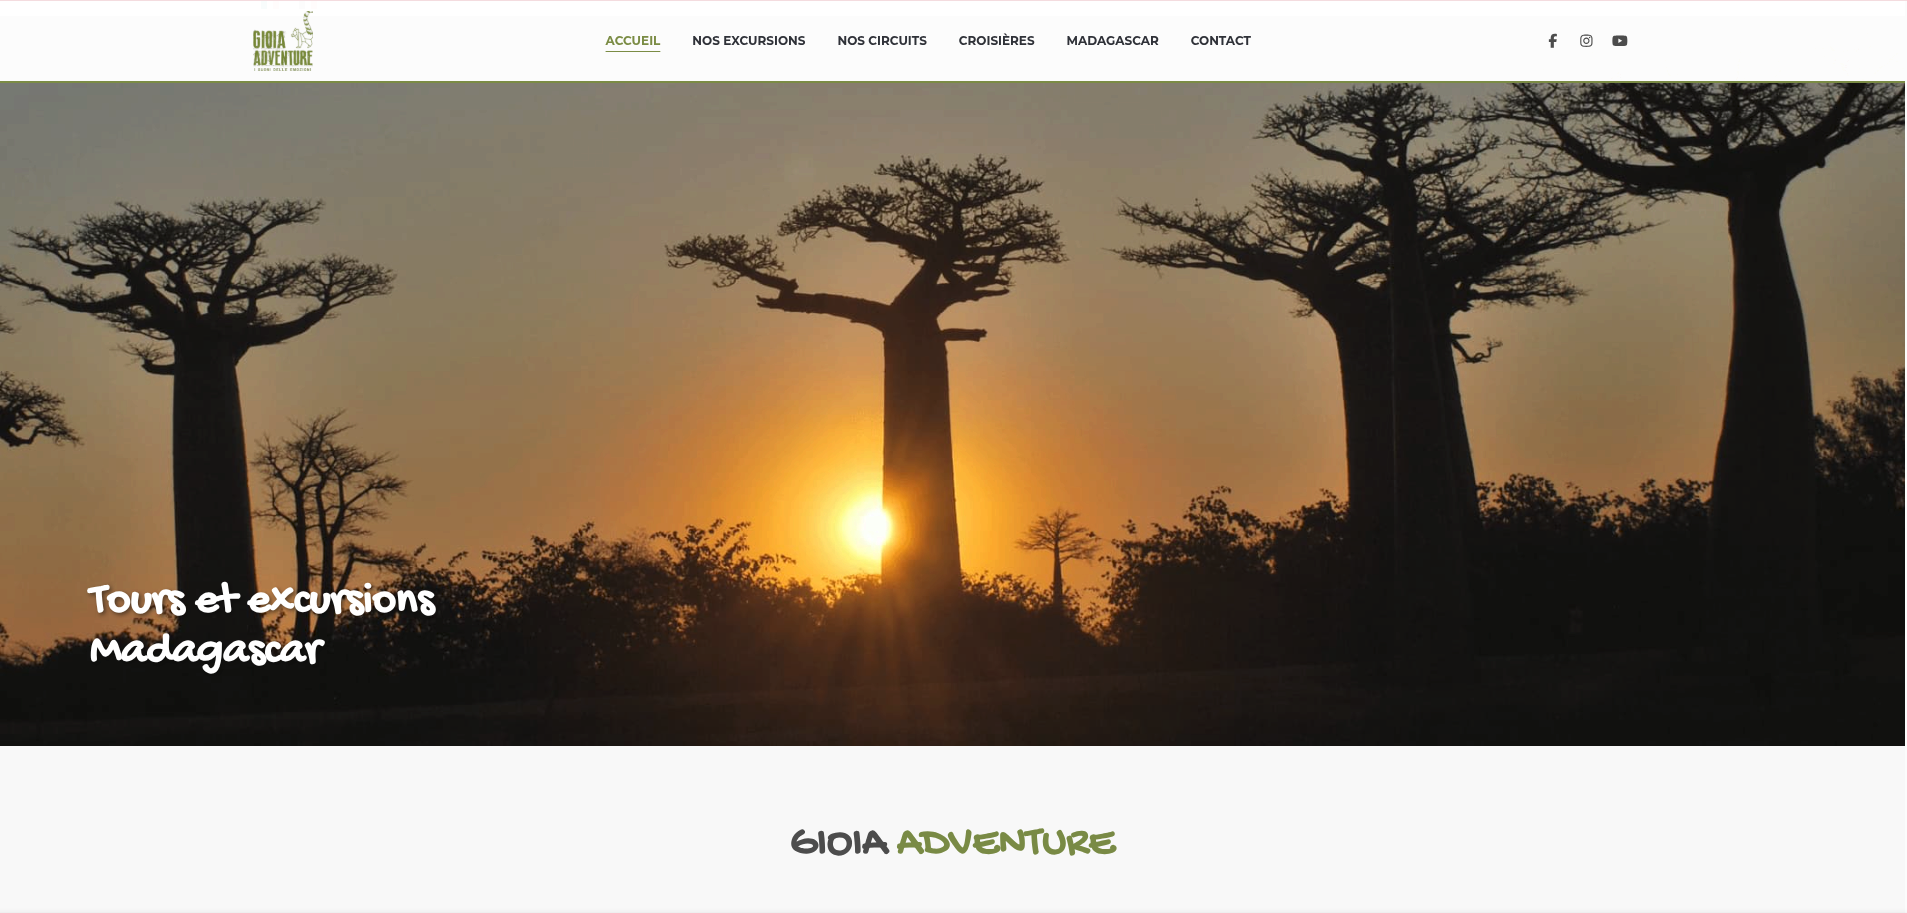 GIOIA
ADVENTURE
ACCUEIL
NOS EXCURSIONS
NOS CIRCUITS
CROISIÈRES
MADAGASCAR
CONTACT
Tours et excursions
Madagascar
GIOIA ADVENTURE